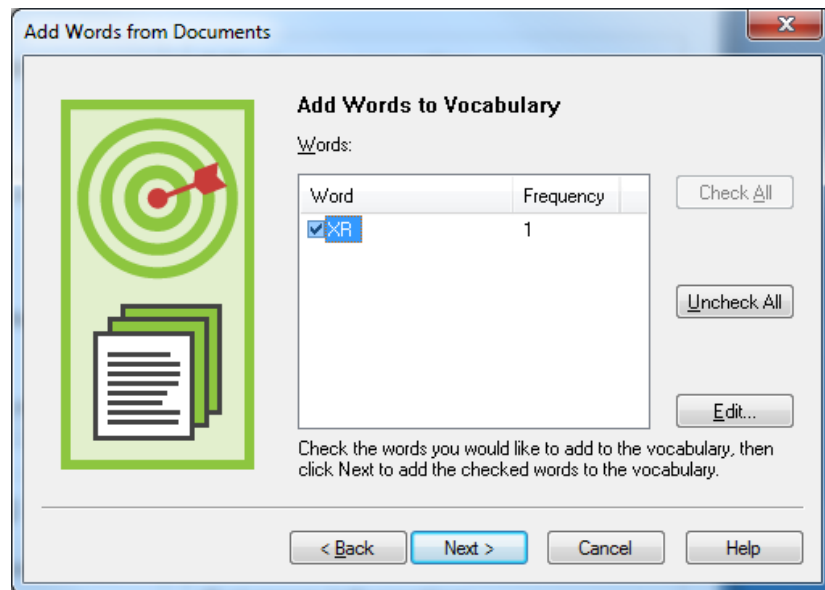 Add Words from Documents
X
Add Words to Vocabulary
Words:
Word Frequency
XR 1
Check All
Uncheck All
Edit...
Check the words you would like to add to the vocabulary, then
click Next to add the checked words to the vocabulary.
< Back Next > Cancel Help